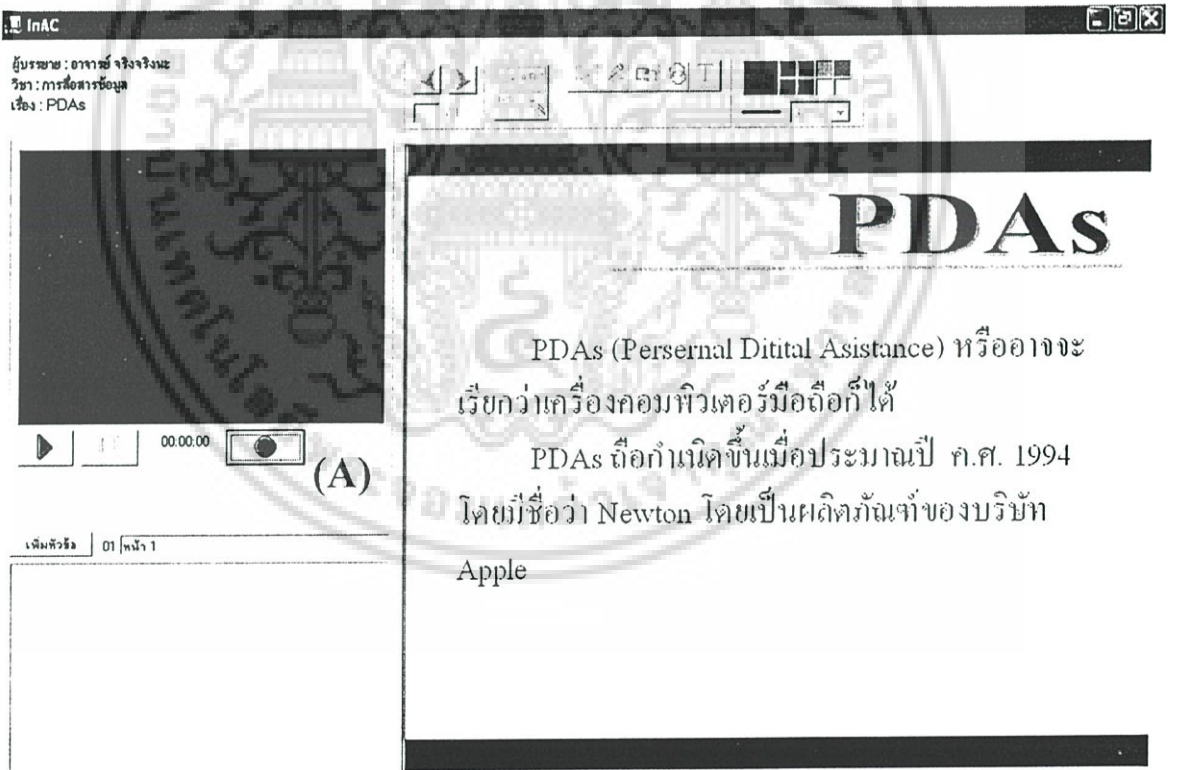 InAC
ผู้บรรยาย : อาจารย์ จริงจริงนะ
วิชา : การสื่อสารข้อมูล
เรื่อง : PDAs
T
PDAs
PDAs (Persernal Ditital Asistance) หรืออาจจะ
เรียกว่าเครื่องคอมพิวเตอร์มือถือก็ได้
PDAs ถือกำเนิดขึ้นเมื่อประมาณปี ค.ศ. 1994
โดยมีชื่อว่า Newton โดยเป็นผลิตภัณฑ์ของบริษัท
Apple
00:00:00
(A)
เพิ่มหัวข้อ 01 หน้า 1